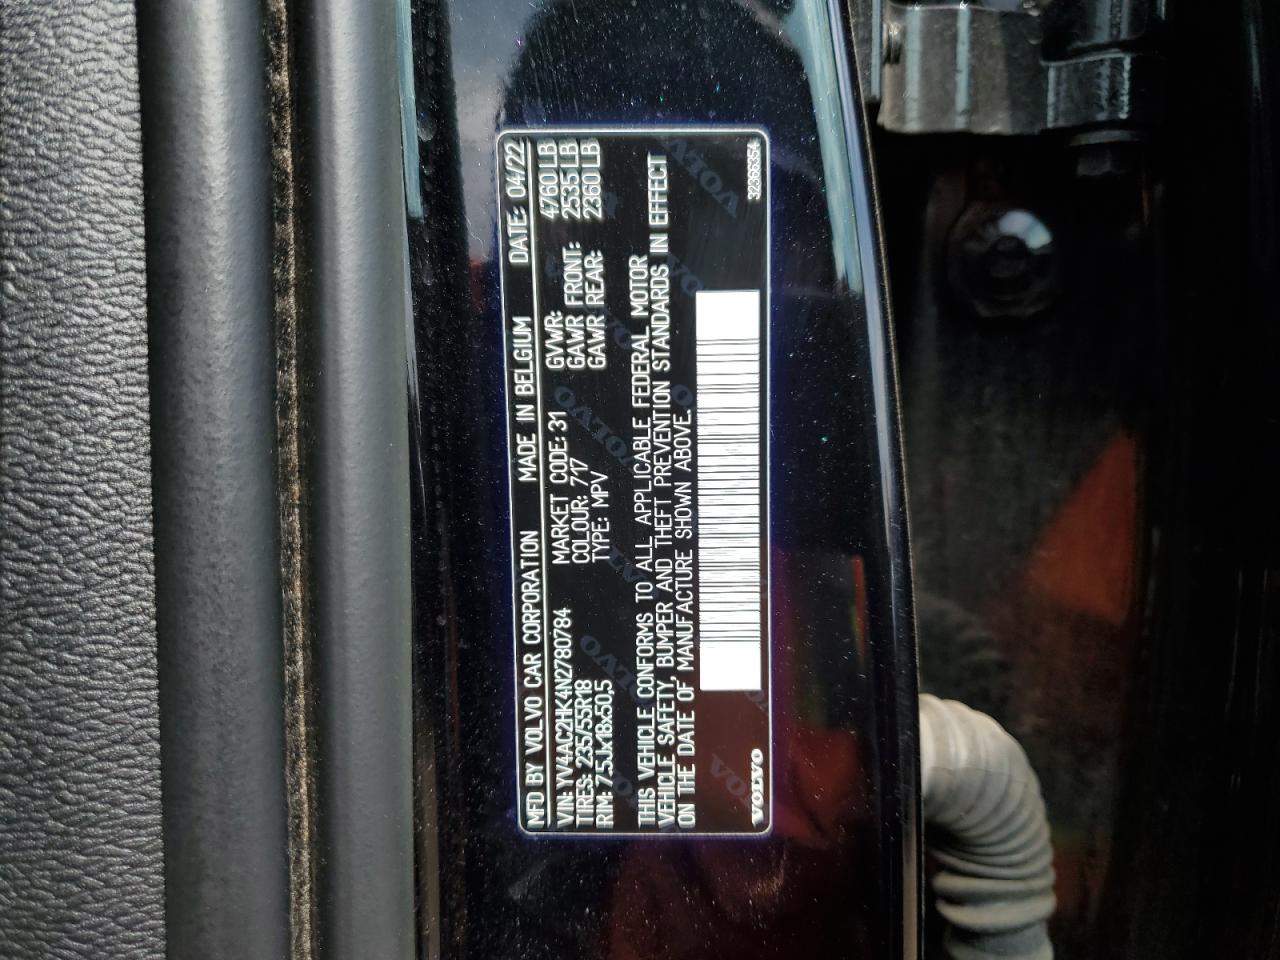 MFD BY VOLVO CAR CORPORATION MADE IN BELGIUM DATE: 04/22
VIN: YV4AC2HK4N2780784 MARKET CODE: 31 GVWR: 4760 LB
TIRES: 235/55R18 COLOUR: 717 GAWR FRONT: 2535 LB
RIM: 7.5Jx18x50,5 TYPE: MPV GAWR REAR: 2360 LB
THIS VEHICLE CONFORMS TO ALL APPLICABLE FEDERAL MOTOR
VEHICLE SAFETY, BUMPER AND THEFT PREVENTION STANDARDS IN EFFECT
ON THE DATE OF MANUFACTURE SHOWN ABOVE.
VOLVO 32366354